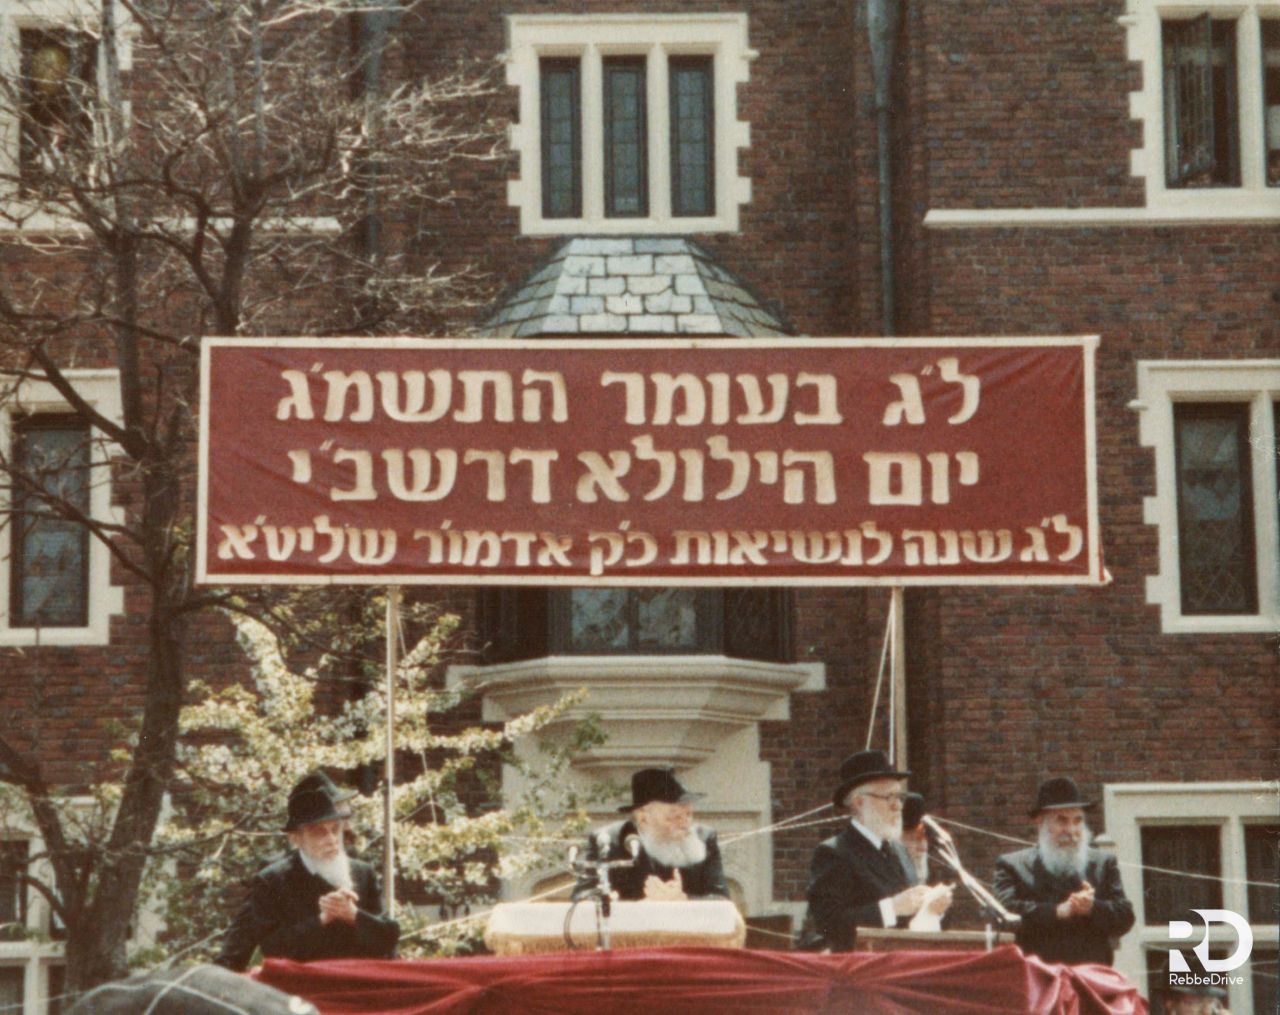 ל"ג בעומר התשמ"ג
יום הילולא דרשב"י
ל"ג שנה לנשיאות כ"ק אדמו"ר שליט"א
RD
RebbeDrive